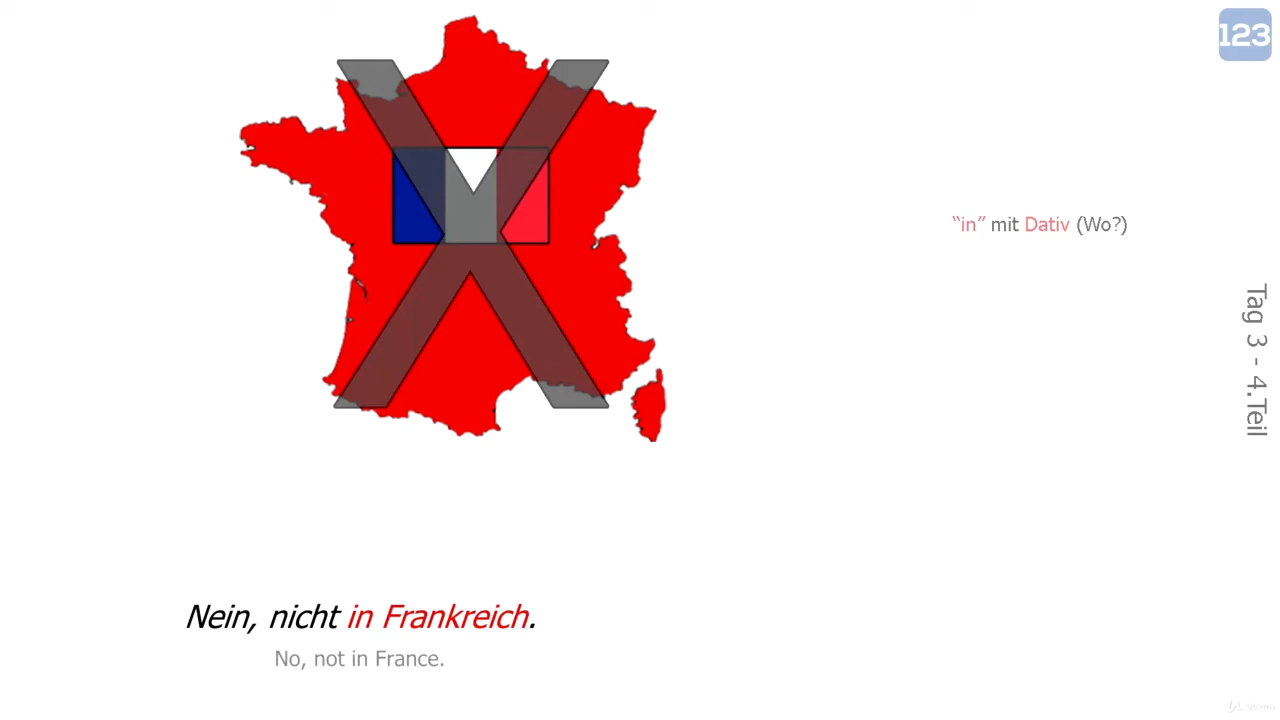 123
“in” mit Dativ (Wo?)
Tag 3 - 4.Teil
Nein, nicht in Frankreich.
No, not in France.